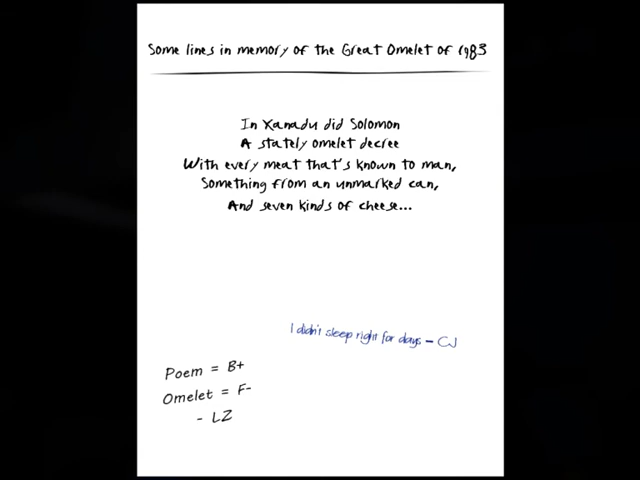 Some lines in memory of the Great Omelet of 1983
In Xanadu did Solomon
A stately omelet decree
With every meat that's known to man,
Something from an unmarked can,
And seven kinds of cheese...
I didn't sleep right for days - CJ
Poem = B+
Omelet = F-
- LZ